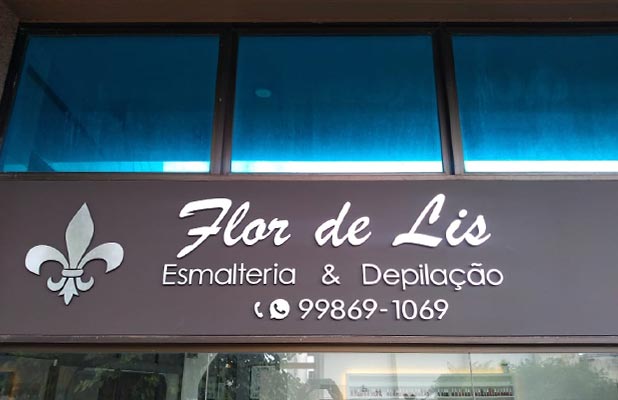 Flor de Lis
Esmalteria & Depilação
99869-1069